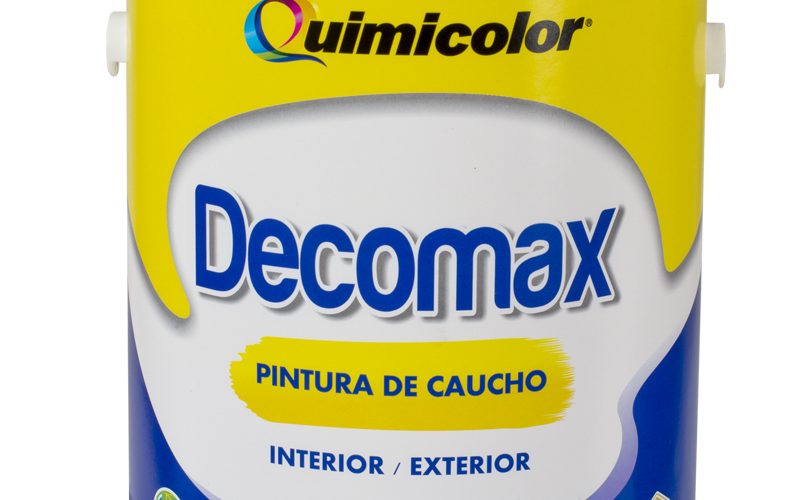 Quimicolor®
Decomax
PINTURA DE CAUCHO
INTERIOR / EXTERIOR